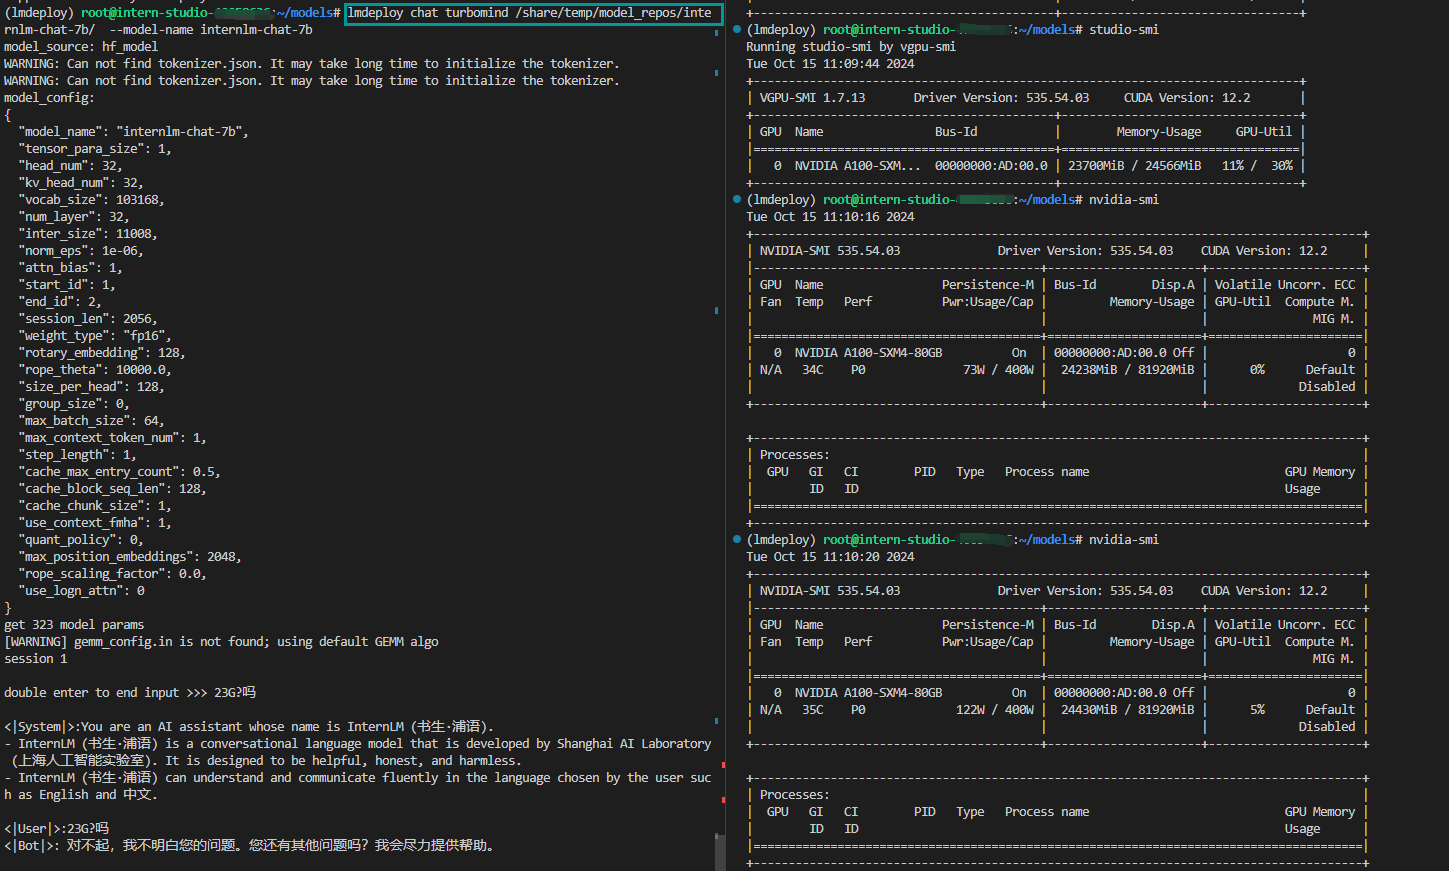 (lmdeploy) root@intern-studio- :~/models# lmdeploy chat turbomind /share/temp/model_repos/inte
rnlm-chat-7b/  --model-name internlm-chat-7b
model_source: hf_model
WARNING: Can not find tokenizer.json. It may take long time to initialize the tokenizer.
WARNING: Can not find tokenizer.json. It may take long time to initialize the tokenizer.
model_config:
{
  "model_name": "internlm-chat-7b",
  "tensor_para_size": 1,
  "head_num": 32,
  "kv_head_num": 32,
  "vocab_size": 103168,
  "num_layer": 32,
  "inter_size": 11008,
  "norm_eps": 1e-06,
  "attn_bias": 1,
  "start_id": 1,
  "end_id": 2,
  "session_len": 2056,
  "weight_type": "fp16",
  "rotary_embedding": 128,
  "rope_theta": 10000.0,
  "size_per_head": 128,
  "group_size": 0,
  "max_batch_size": 64,
  "max_context_token_num": 1,
  "step_length": 1,
  "cache_max_entry_count": 0.5,
  "cache_block_seq_len": 128,
  "cache_chunk_size": 1,
  "use_context_fmha": 1,
  "quant_policy": 0,
  "max_position_embeddings": 2048,
  "rope_scaling_factor": 0.0,
  "use_logn_attn": 0
}
get 323 model params
[WARNING] gemm_config.in is not found; using default GEMM algo
session 1
double enter to end input >>> 23G?吗
<|System|>:You are an AI assistant whose name is InternLM (书生·浦语).
- InternLM (书生·浦语) is a conversational language model that is developed by Shanghai AI Laboratory
 (上海人工智能实验室). It is designed to be helpful, honest, and harmless.
- InternLM (书生·浦语) can understand and communicate fluently in the language chosen by the user suc
h as English and 中文.
<|User|>:23G?吗
<|Bot|>: 对不起，我不明白您的问题。您还有其他问题吗？我会尽力提供帮助。
(lmdeploy) root@intern-studio- :~/models# studio-smi
Running studio-smi by vgpu-smi
Tue Oct 15 11:09:44 2024
| VGPU-SMI 1.7.13       Driver Version: 535.54.03     CUDA Version: 12.2       |
| GPU  Name                Bus-Id           |        Memory-Usage     GPU-Util |
|   0  NVIDIA A100-SXM...  00000000:AD:00.0 | 23700MiB / 24566MiB   11% /  30% |
(lmdeploy) root@intern-studio- :~/models# nvidia-smi
Tue Oct 15 11:10:16 2024
| NVIDIA-SMI 535.54.03              Driver Version: 535.54.03    CUDA Version: 12.2     |
| GPU  Name                 Persistence-M | Bus-Id        Disp.A | Volatile Uncorr. ECC |
| Fan  Temp   Perf          Pwr:Usage/Cap |         Memory-Usage | GPU-Util  Compute M. |
|                                         |                      |               MIG M. |
|   0  NVIDIA A100-SXM4-80GB          On  | 00000000:AD:00.0 Off |                    0 |
| N/A   34C    P0              73W / 400W |  24238MiB / 81920MiB |      0%      Default |
|                                         |                      |             Disabled |
| Processes:                                                                            |
|  GPU   GI   CI        PID   Type   Process name                            GPU Memory |
|        ID   ID                                                             Usage      |
(lmdeploy) root@intern-studio- :~/models# nvidia-smi
Tue Oct 15 11:10:20 2024
| NVIDIA-SMI 535.54.03              Driver Version: 535.54.03    CUDA Version: 12.2     |
| GPU  Name                 Persistence-M | Bus-Id        Disp.A | Volatile Uncorr. ECC |
| Fan  Temp   Perf          Pwr:Usage/Cap |         Memory-Usage | GPU-Util  Compute M. |
|                                         |                      |               MIG M. |
|   0  NVIDIA A100-SXM4-80GB          On  | 00000000:AD:00.0 Off |                    0 |
| N/A   35C    P0             122W / 400W |  24430MiB / 81920MiB |      5%      Default |
|                                         |                      |             Disabled |
| Processes:                                                                            |
|  GPU   GI   CI        PID   Type   Process name                            GPU Memory |
|        ID   ID                                                             Usage      |